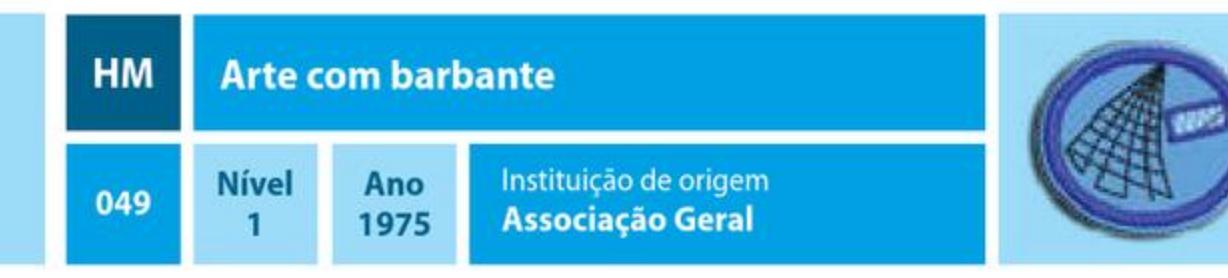 HM
Arte com barbante
049
Nível
1
Ano
1975
Instituição de origem
Associação Geral